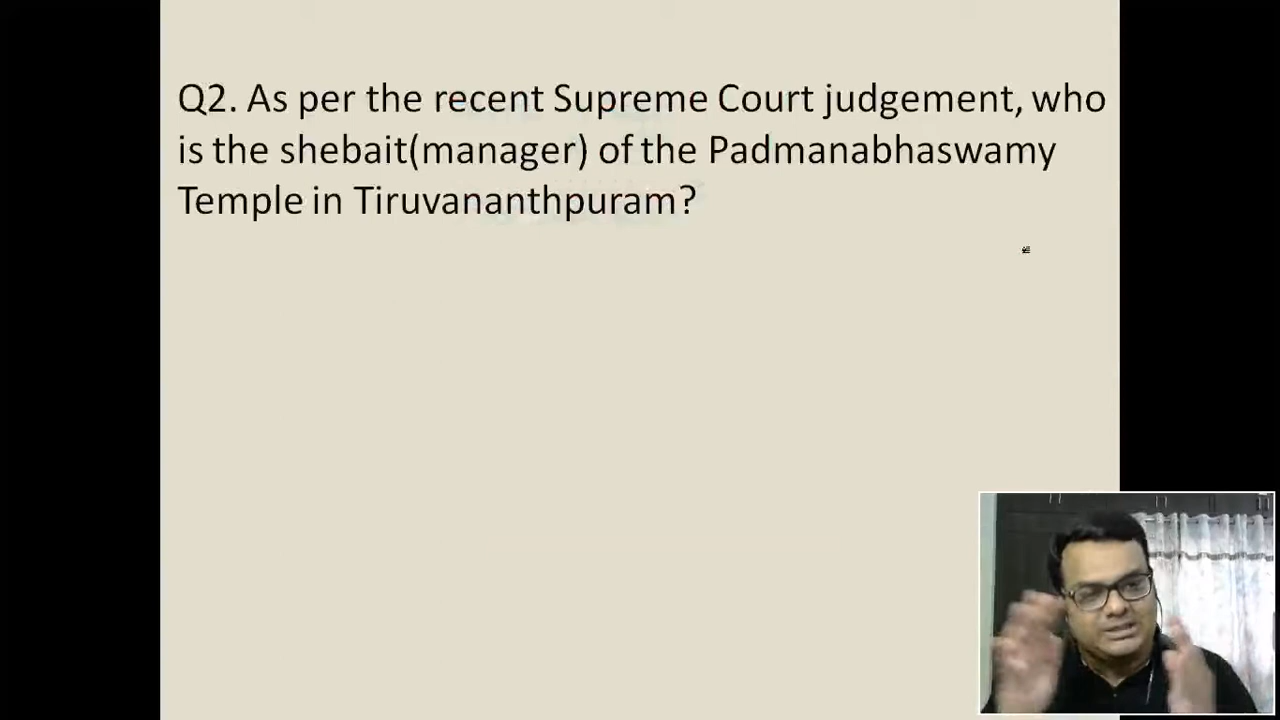 Q2. As per the recent Supreme Court judgement, who
is the shebait(manager) of the Padmanabhaswamy
Temple in Tiruvananthpuram?